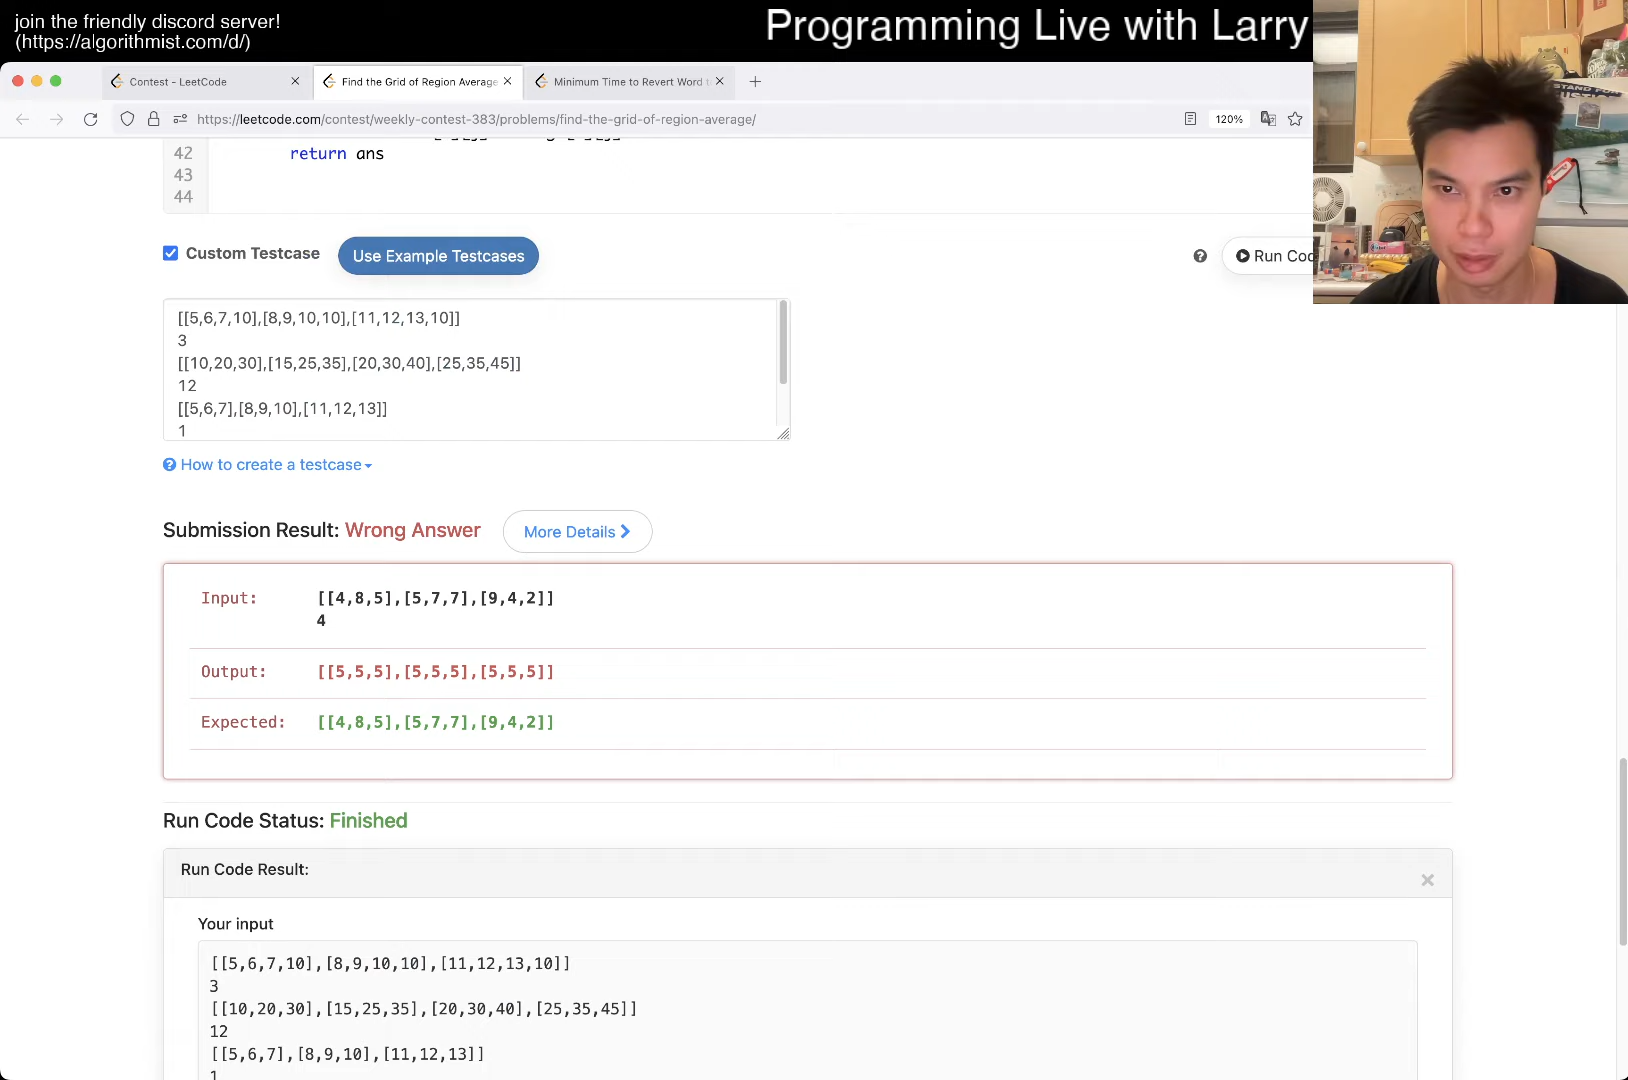 join the friendly discord server!
(https://algorithmist.com/d/)
Programming Live with Larry
Contest - LeetCode
Find the Grid of Region Average
Minimum Time to Revert Word t
https://leetcode.com/contest/weekly-contest-383/problems/find-the-grid-of-region-average/
120%
42 return ans
43
44
Custom Testcase
Use Example Testcases
Run Cod
[[5,6,7,10],[8,9,10,10],[11,12,13,10]]
3
[[10,20,30],[15,25,35],[20,30,40],[25,35,45]]
12
[[5,6,7],[8,9,10],[11,12,13]]
1
How to create a testcase
Submission Result: Wrong Answer
More Details
Input: [[4,8,5],[5,7,7],[9,4,2]]
4
Output: [[5,5,5],[5,5,5],[5,5,5]]
Expected: [[4,8,5],[5,7,7],[9,4,2]]
Run Code Status: Finished
Run Code Result:
Your input
[[5,6,7,10],[8,9,10,10],[11,12,13,10]]
3
[[10,20,30],[15,25,35],[20,30,40],[25,35,45]]
12
[[5,6,7],[8,9,10],[11,12,13]]
1